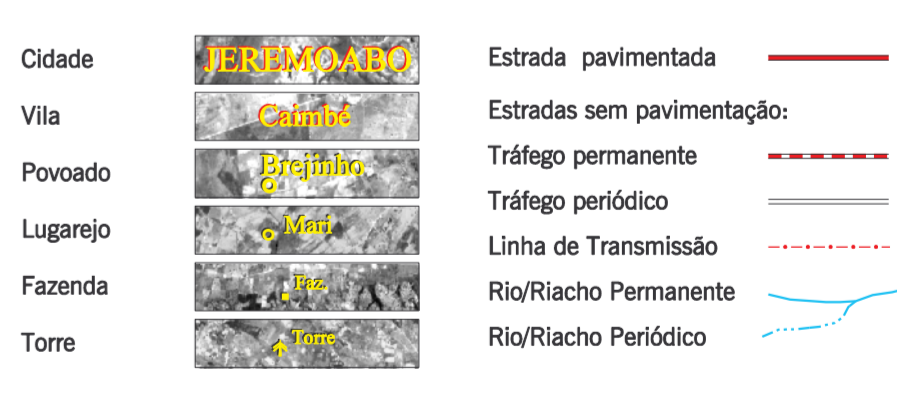 Cidade
JEREMOABO
Vila
Caimbé
Povoado
Brejinho
Lugarejo
Mari
Fazenda
Faz.
Torre
Torre
Estrada pavimentada
Estradas sem pavimentação:
Tráfego permanente
Tráfego periódico
Linha de Transmissão
Rio/Riacho Permanente
Rio/Riacho Periódico